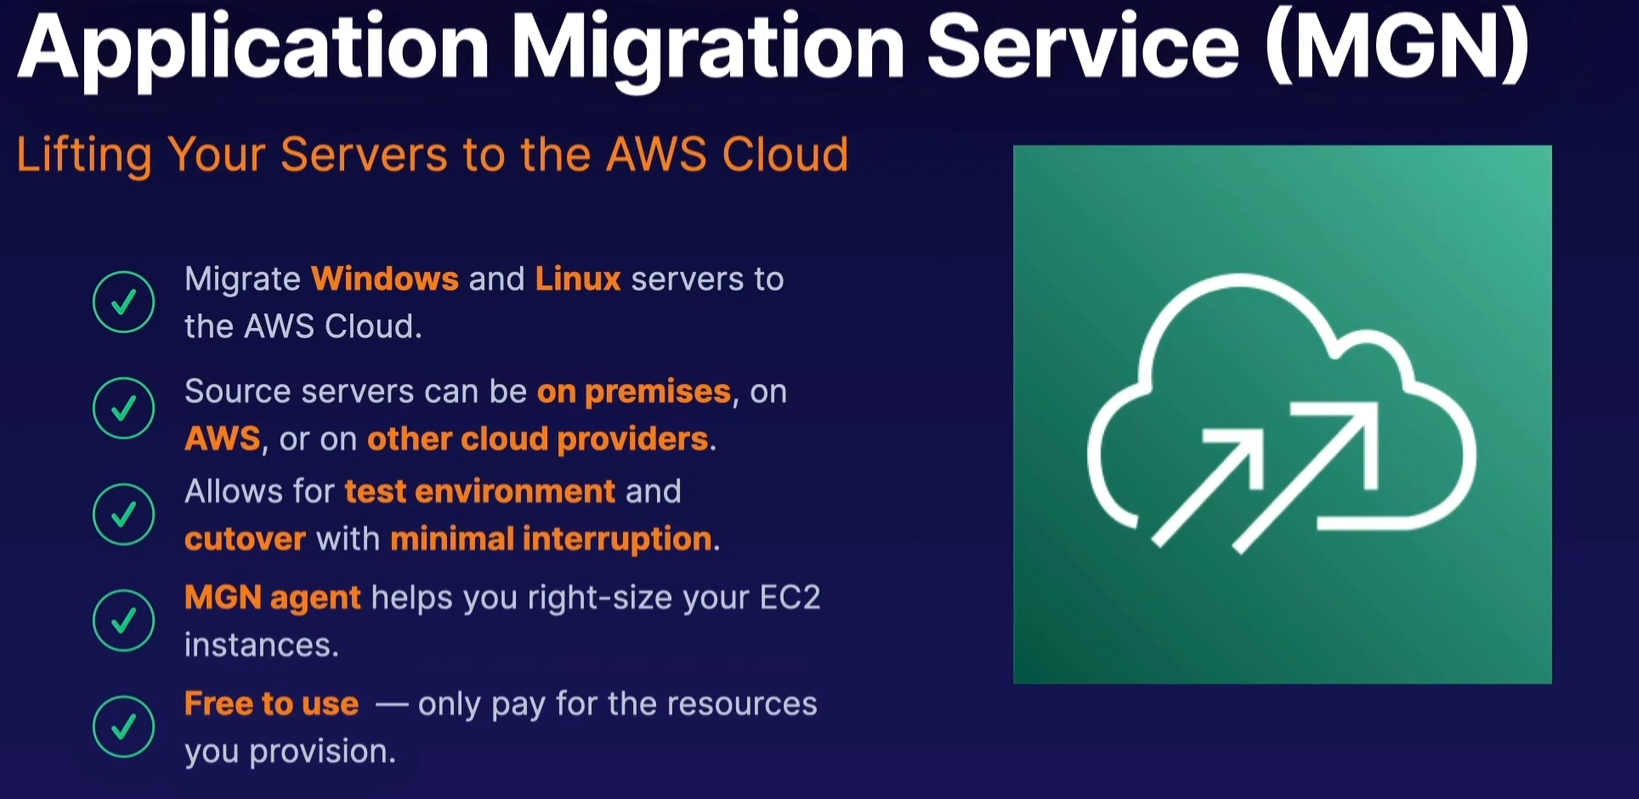 Application Migration Service (MGN)
Lifting Your Servers to the AWS Cloud
Migrate Windows and Linux servers to
the AWS Cloud.
Source servers can be on premises, on
AWS, or on other cloud providers.
Allows for test environment and
cutover with minimal interruption.
MGN agent helps you right-size your EC2
instances.
Free to use — only pay for the resources
you provision.